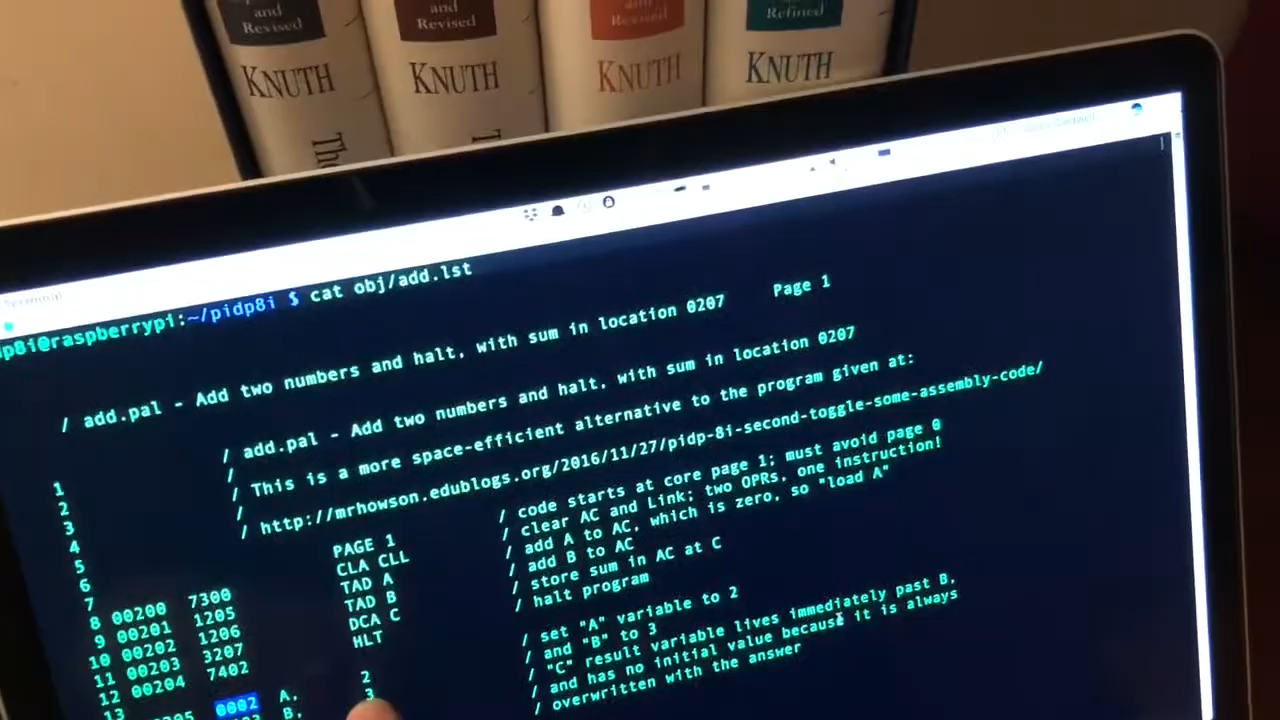 and Revised
and Revised
and Revised
Refined
KNUTH
KNUTH
KNUTH
KNUTH
Terminal
p8i@raspberrypi:~/pidp8i $ cat obj/add.lst
/ add.pal - Add two numbers and halt, with sum in location 0207 Page 1
1 / add.pal - Add two numbers and halt, with sum in location 0207
2 /
3 / This is a more space-efficient alternative to the program given at:
4 /
5 / http://mrhowson.edublogs.org/2016/11/27/pidp-8i-second-toggle-some-assembly-code/
6
7 PAGE 1 / code starts at core page 1; must avoid page 0
8 00200 7300 CLA CLL / clear AC and Link; two OPRs, one instruction!
9 00201 1205 TAD A / add A to AC, which is zero, so "load A"
10 00202 1206 TAD B / add B to AC
11 00203 3207 DCA C / store sum in AC at C
12 00204 7402 HLT / halt program
13
0002 A, 2 / set "A" variable to 2
B, 3 / and "B" to 3
/ "C" result variable lives immediately past B,
/ and has no initial value because it is always
/ overwritten with the answer